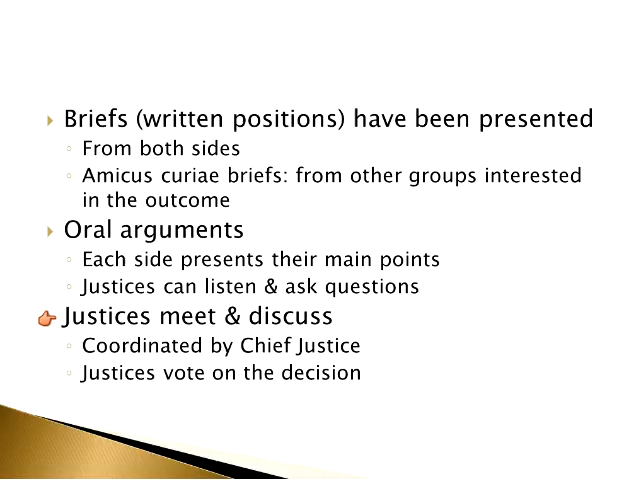 Briefs (written positions) have been presented
From both sides
Amicus curiae briefs: from other groups interested
in the outcome
Oral arguments
Each side presents their main points
Justices can listen & ask questions
Justices meet & discuss
Coordinated by Chief Justice
Justices vote on the decision